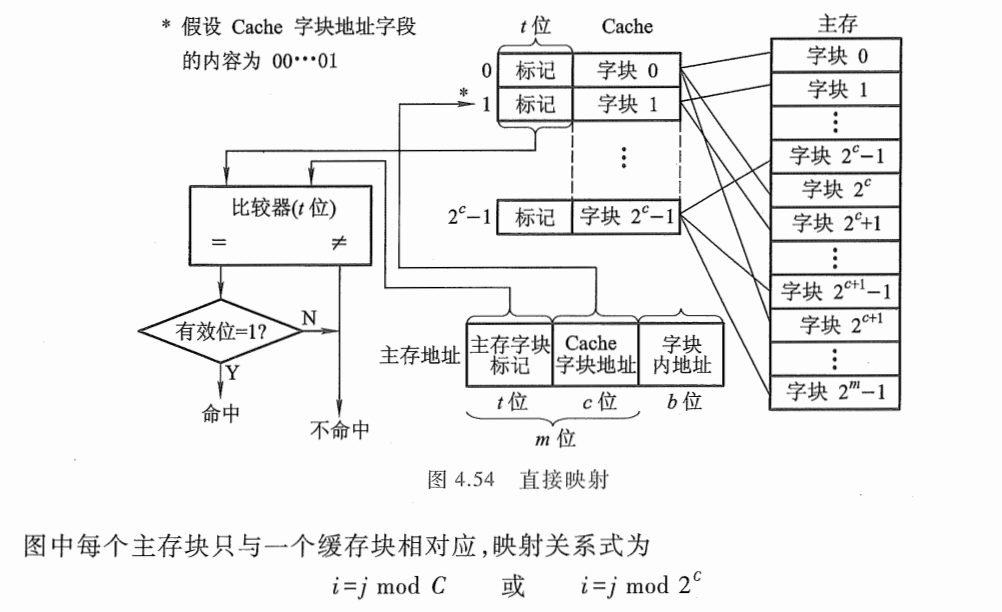 * 假设 Cache 字块地址字段
的内容为 00…01
t 位
Cache
主存
0
标记
字块 0
*
1
标记
字块 1
⋮
2^c-1
标记
字块 2^c-1
字块 0
字块 1
⋮
字块 2^c-1
字块 2^c
字块 2^c+1
⋮
字块 2^{c+1}-1
字块 2^{c+1}
⋮
字块 2^m-1
比较器(t 位)
= ≠
有效位=1?
N
Y
命中
不命中
主存地址
主存字块
标记
Cache
字块地址
字块
内地址
t 位
c 位
b 位
m 位
图 4.54 直接映射
图中每个主存块只与一个缓存块相对应,映射关系式为
i=j mod C 或 i=j mod 2^C